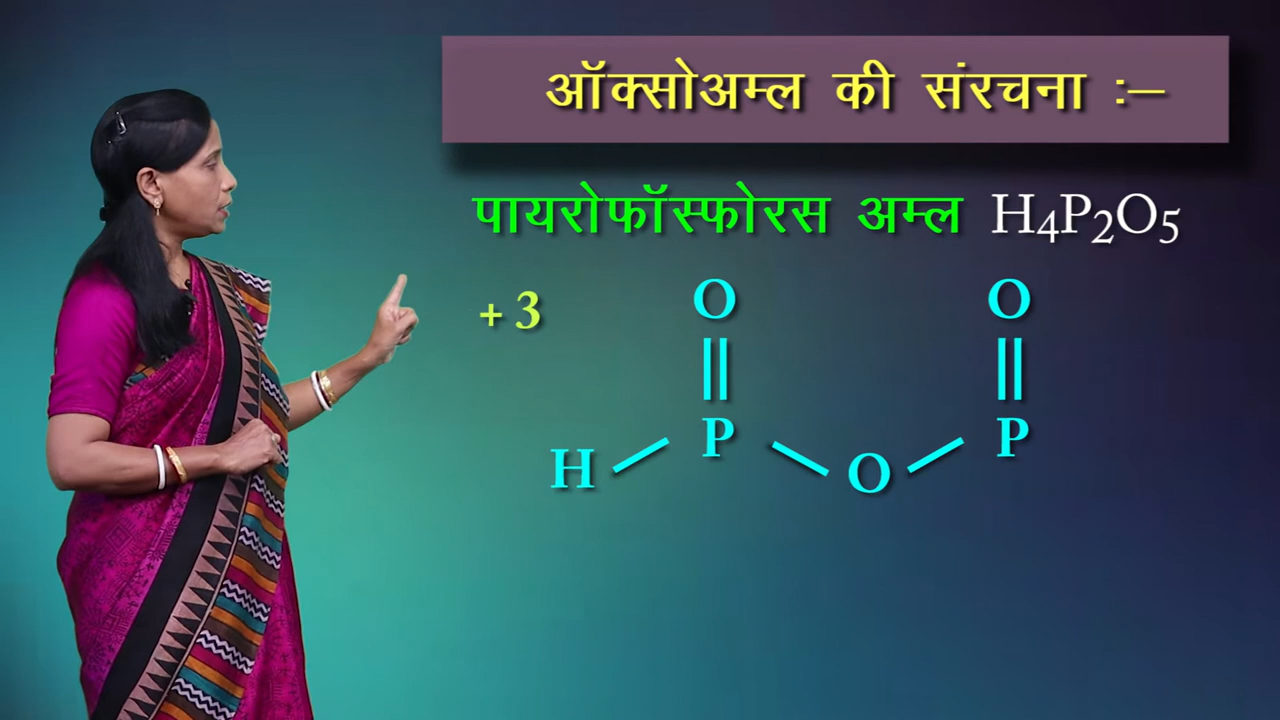 ऑक्सोअम्ल की संरचना :–
पायरोफॉस्फोरस अम्ल H₄P₂O₅
+ 3 O O
|| ||
H P O P